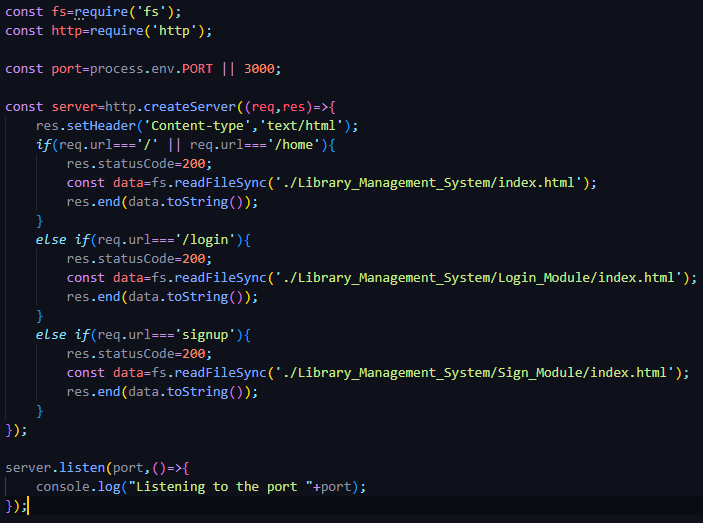 const fs=require('fs');
const http=require('http');
const port=process.env.PORT || 3000;
const server=http.createServer((req,res)=>{
res.setHeader('Content-type','text/html');
if(req.url==='/' || req.url==='/home'){
res.statusCode=200;
const data=fs.readFileSync('./Library_Management_System/index.html');
res.end(data.toString());
}
else if(req.url==='/login'){
res.statusCode=200;
const data=fs.readFileSync('./Library_Management_System/Login_Module/index.html');
res.end(data.toString());
}
else if(req.url==='signup'){
res.statusCode=200;
const data=fs.readFileSync('./Library_Management_System/Sign_Module/index.html');
res.end(data.toString());
}
});
server.listen(port,()=>{
console.log("Listening to the port "+port);
});